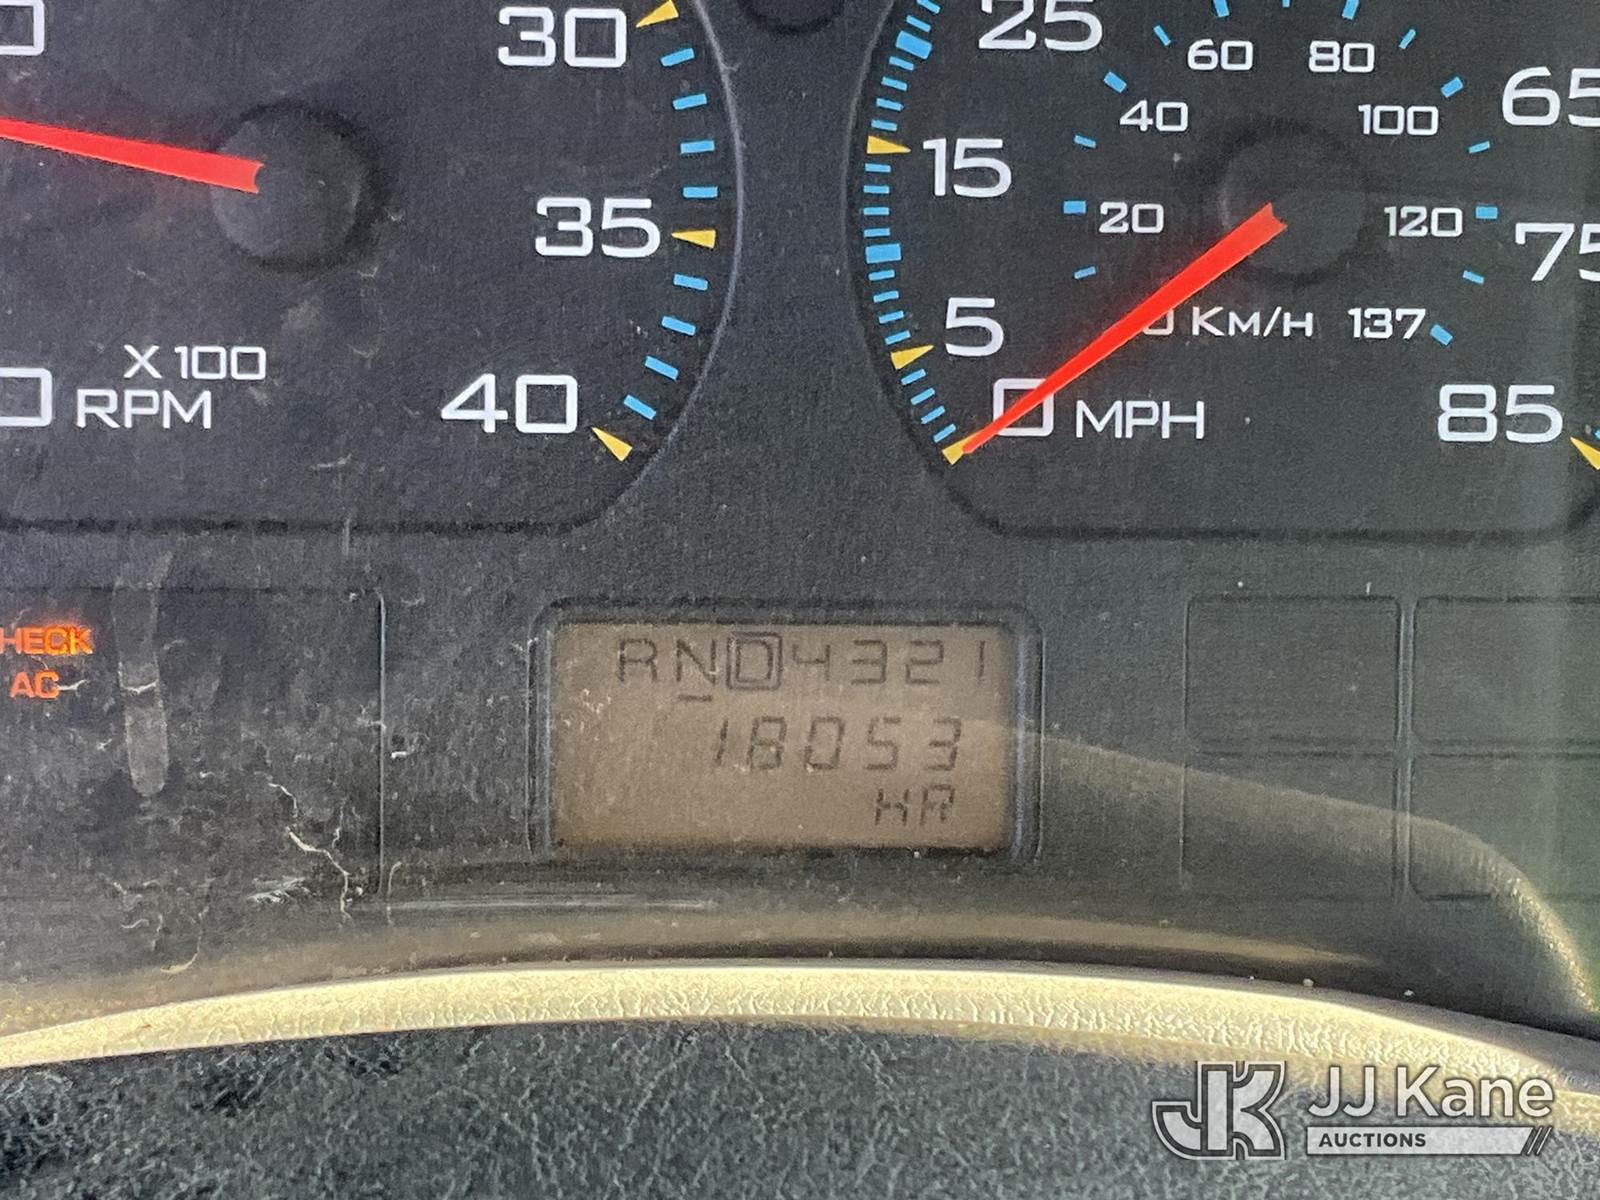 30
25
60 80
65
40 100
15
35
20 120
75
5
KM/H 137
X 100
RPM
40
0 MPH
85
HECK
AC
RND4321
18053
HR
JJ Kane
AUCTIONS